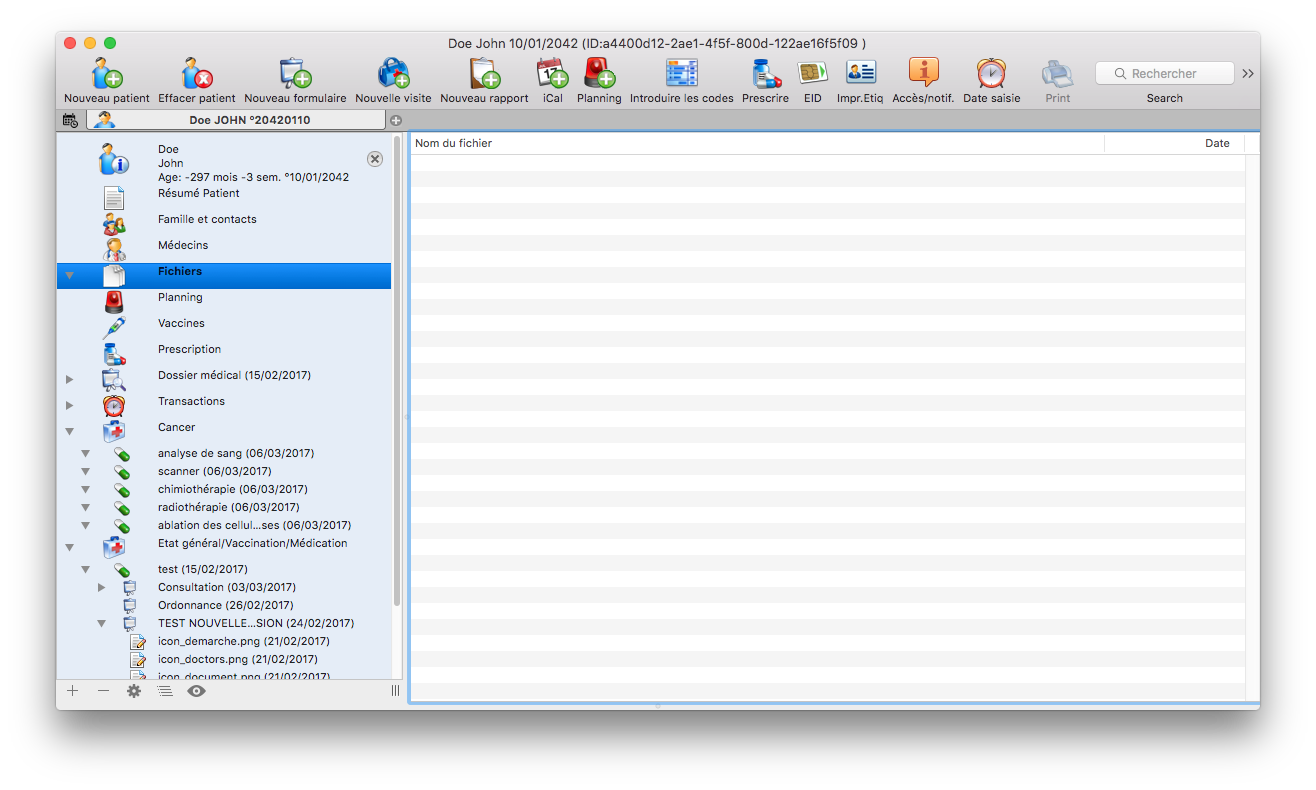 Doe John 10/01/2042 (ID:a4400d12-2ae1-4f5f-800d-122ae16f5f09 )
Nouveau patient Effacer patient Nouveau formulaire Nouvelle visite Nouveau rapport iCal Planning Introduire les codes Prescrire EID Impr.Etiq Accès/notif. Date saisie Print Search
Rechercher
17
Doe JOHN °20420110
Doe
John
Age: -297 mois -3 sem. °10/01/2042
Résumé Patient
Famille et contacts
Médecins
Fichiers
Planning
Vaccines
Prescription
Dossier médical (15/02/2017)
Transactions
Cancer
analyse de sang (06/03/2017)
scanner (06/03/2017)
chimiothérapie (06/03/2017)
radiothérapie (06/03/2017)
ablation des cellul...ses (06/03/2017)
Etat général/Vaccination/Médication
test (15/02/2017)
Consultation (03/03/2017)
Ordonnance (26/02/2017)
TEST NOUVELLE...SION (24/02/2017)
icon_demarche.png (21/02/2017)
icon_doctors.png (21/02/2017)
icon_document.png (21/02/2017)
Nom du fichier Date